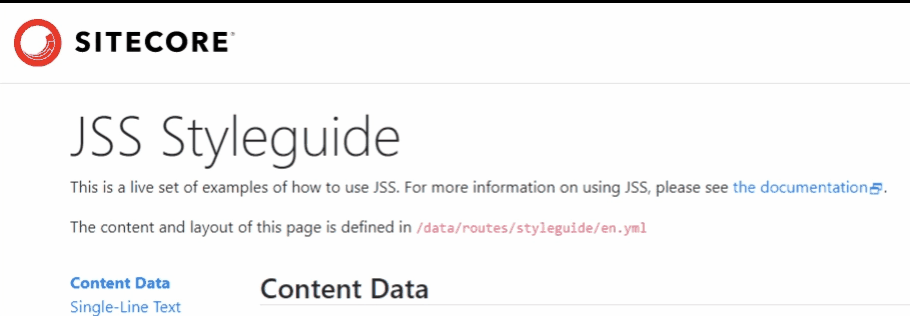 SITECORE
JSS Styleguide
This is a live set of examples of how to use JSS. For more information on using JSS, please see the documentation.
The content and layout of this page is defined in /data/routes/styleguide/en.yml
Content Data
Single-Line Text
Content Data